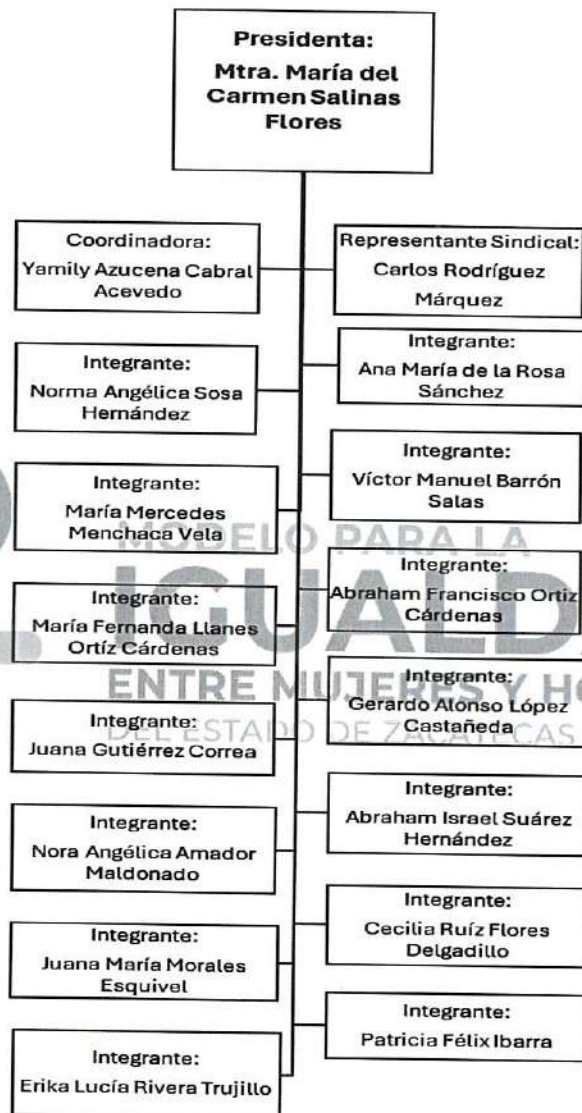 Presidenta:
Mtra. María del
Carmen Salinas
Flores
Coordinadora:
Yamily Azucena Cabral
Acevedo
Representante Sindical:
Carlos Rodríguez
Márquez
Integrante:
Norma Angélica Sosa
Hernández
Integrante:
Ana María de la Rosa
Sánchez
Integrante:
María Mercedes
Menchaca Vela
Integrante:
Víctor Manuel Barrón
Salas
Integrante:
María Fernanda Llanes
Ortíz Cárdenas
Integrante:
Abraham Francisco Ortiz
Cárdenas
Integrante:
Juana Gutiérrez Correa
Integrante:
Gerardo Alonso López
Castañeda
Integrante:
Nora Angélica Amador
Maldonado
Integrante:
Abraham Israel Suárez
Hernández
Integrante:
Juana María Morales
Esquivel
Integrante:
Cecilia Ruíz Flores
Delgadillo
Integrante:
Erika Lucía Rivera Trujillo
Integrante:
Patricia Félix Ibarra
MODELO PARA LA
IGUALD
ENTRE MUJERES Y HO
DEL ESTADO DE ZACATECAS